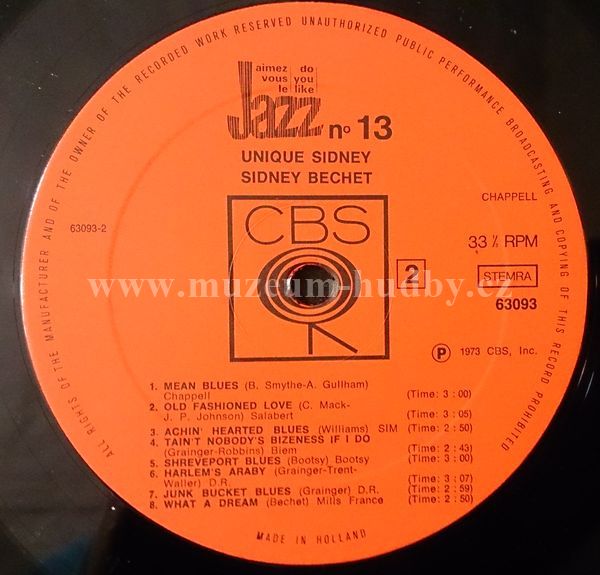 ALL RIGHTS OF THE MANUFACTURER AND OF THE OWNER OF THE RECORDED WORK RESERVED UNAUTHORIZED PUBLIC PERFORMANCE BROADCASTING AND COPYING OF THIS RECORD PROHIBITED
aimez do
vous you
le like
Jazz nº 13
UNIQUE SIDNEY
SIDNEY BECHET
CHAPPELL
63093-2
CBS
33 ⅓ RPM
2
STEMRA
63093
www.muzeum-hudby.cz
Ⓟ 1973 CBS, Inc.
1. MEAN BLUES (B. Smythe-A. Gullham)
Chappell (Time: 3 : 00)
2. OLD FASHIONED LOVE (C. Mack-
J. P. Johnson) Salabert (Time: 3 : 05)
3. ACHIN' HEARTED BLUES (Williams) SIM (Time: 2 : 50)
4. TAIN'T NOBODY'S BIZENESS IF I DO
(Grainger-Robbins) Biem (Time: 2 : 43)
5. SHREVEPORT BLUES (Bootsy) Bootsy (Time: 3 : 00)
6. HARLEM'S ARABY (Grainger-Trent-
Waller) D.R. (Time: 3 : 07)
7. JUNK BUCKET BLUES (Grainger) D.R. (Time: 2 : 59)
8. WHAT A DREAM (Bechet) Mills France (Time: 2 : 50)
MADE IN HOLLAND